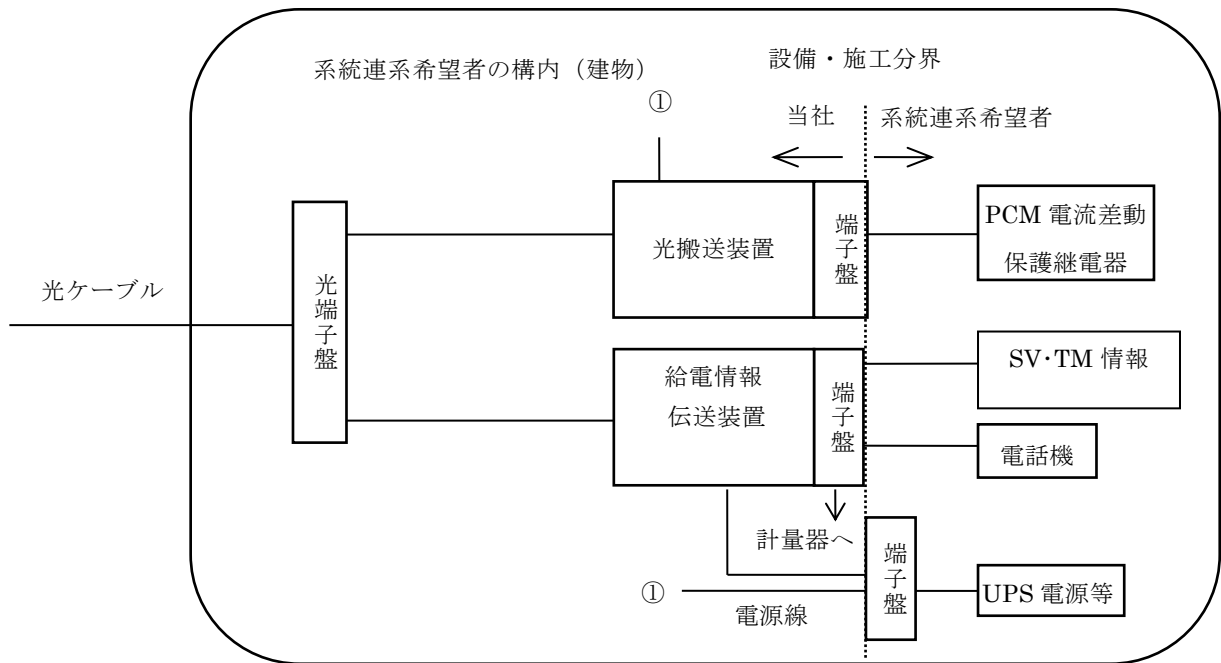 設備・施工分界
系統連系希望者の構内(建物)
①
当社
系統連系希望者
光ケーブル
光端子盤
光搬送装置
端子盤
PCM 電流差動
保護継電器
給電情報
伝送装置
端子盤
SV・TM 情報
電話機
計量器へ
①
電源線
端子盤
UPS 電源等